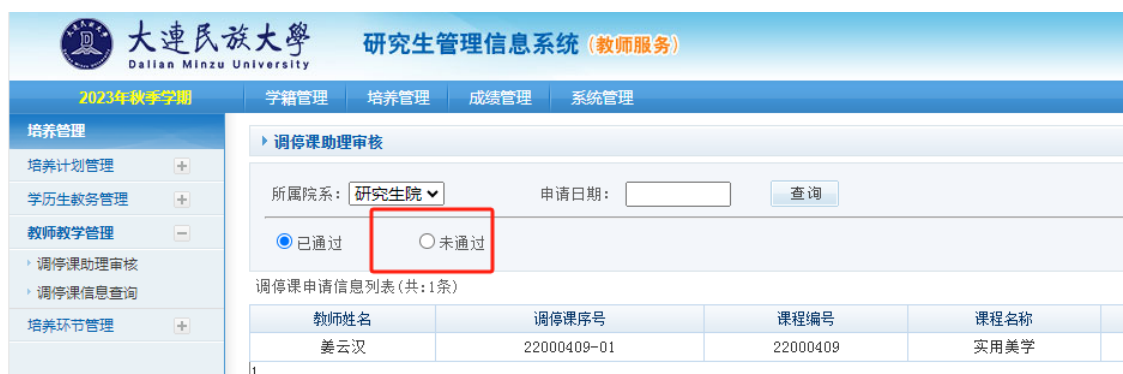 大連民族大學 研究生管理信息系统 (教师服务)
Dalian Minzu University
2023年秋季学期 学籍管理 培养管理 成绩管理 系统管理
培养管理
培养计划管理
学历生教务管理
教师教学管理
调停课助理审核
调停课信息查询
培养环节管理
调停课助理审核
所属院系: 研究生院 申请日期: 查询
已通过 未通过
调停课申请信息列表(共:1条)
教师姓名 调停课序号 课程编号 课程名称
姜云汉 22000409-01 22000409 实用美学
1